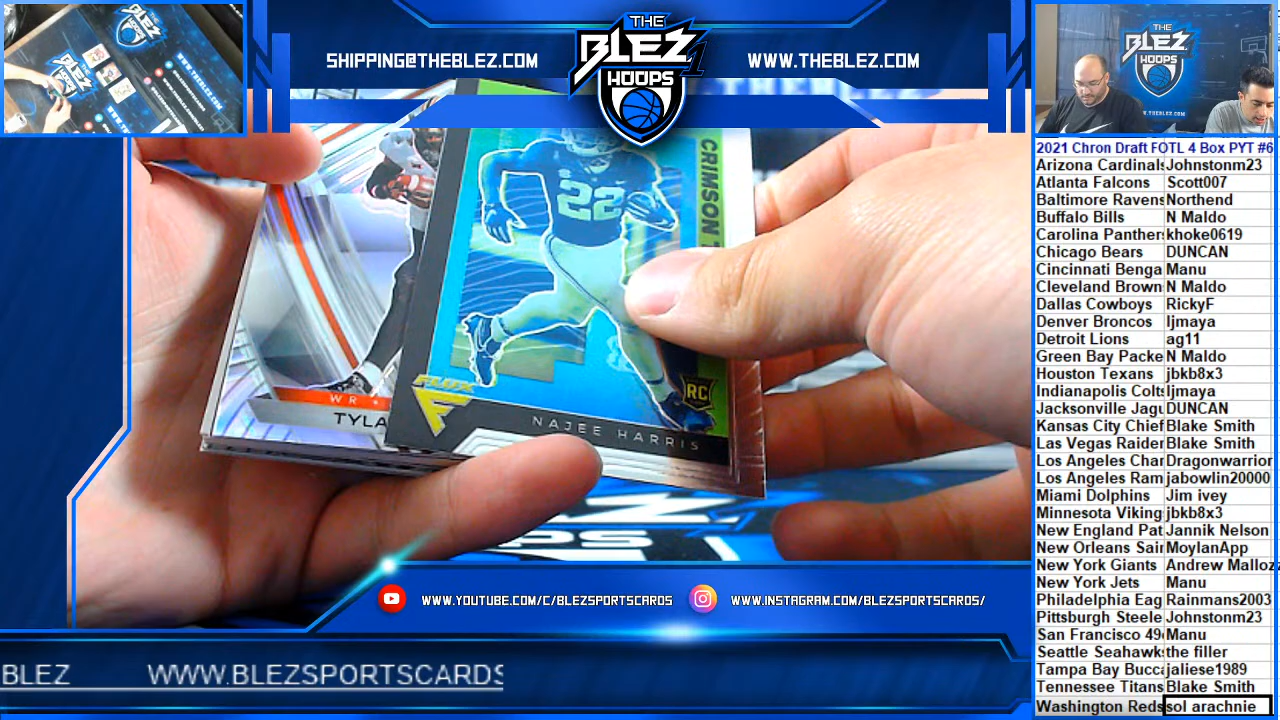 SHIPPING@THEBLEZ.COM
THE
BLEZ
HOOPS
WWW.THEBLEZ.COM
2021 Chron Draft FOTL 4 Box PYT #6
Arizona Cardinals Johnstonm23
Atlanta Falcons Scott007
Baltimore Ravens Northend
Buffalo Bills N Maldo
Carolina Panther khoke0619
Chicago Bears DUNCAN
Cincinnati Benga Manu
Cleveland Brown N Maldo
Dallas Cowboys RickyF
Denver Broncos ljmaya
Detroit Lions ag11
Green Bay Packe N Maldo
Houston Texans jbkb8x3
Indianapolis Colt ljmaya
Jacksonville Jagu DUNCAN
Kansas City Chief Blake Smith
Las Vegas Raider Blake Smith
Los Angeles Char Dragonwarrior
Los Angeles Ram jabowlin20000
Miami Dolphins Jim ivey
Minnesota Viking jbkb8x3
New England Pat Jannik Nelson
New Orleans Sai MoylanApp
New York Giants Andrew Malloz
New York Jets Manu
Philadelphia Eag Rainmans2003
Pittsburgh Steele Johnstonm23
San Francisco 49 Manu
Seattle Seahawk the filler
Tampa Bay Bucc jaliese1989
Tennessee Titans Blake Smith
Washington Reds sol arachnie
CRIMSON
22
RC
FLUX
NAJEE HARRIS
WR
TYLA
WWW.YOUTUBE.COM/C/BLEZSPORTSCARDS
WWW.INSTAGRAM.COM/BLEZSPORTSCARDS/
BLEZ WWW.BLEZSPORTSCARDS